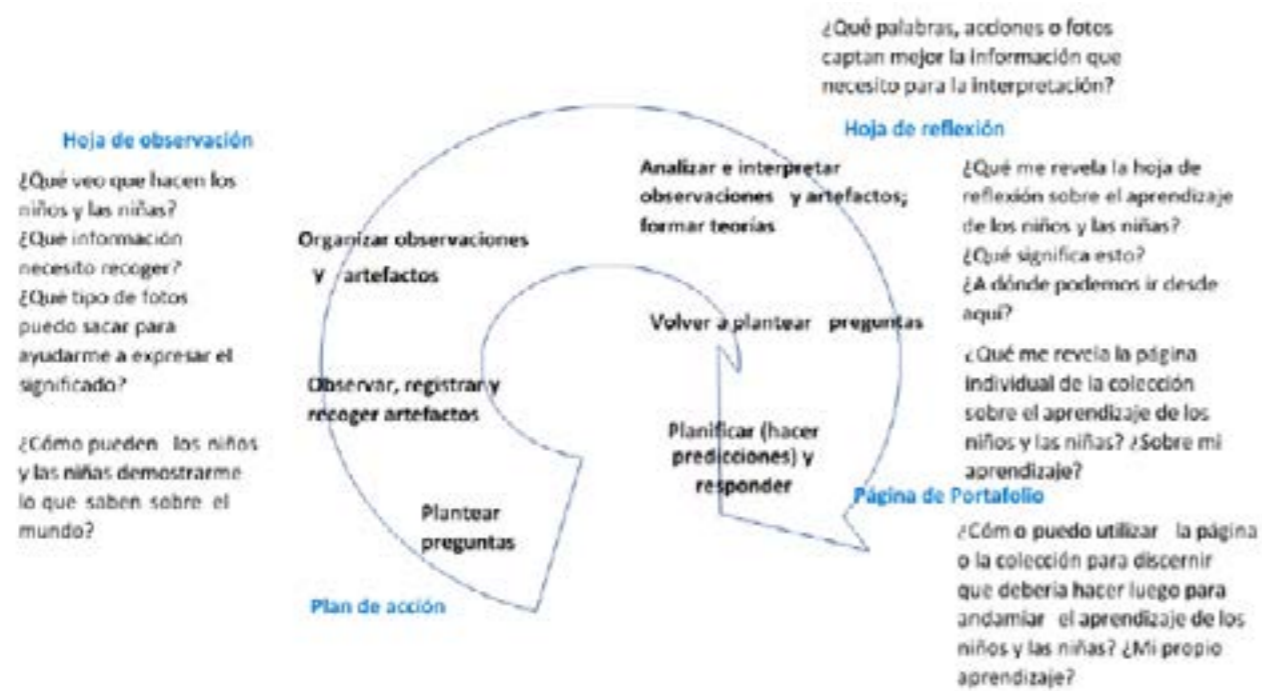 ¿Qué palabras, acciones o fotos
captan mejor la información que
necesito para la interpretación?
Hoja de observación
¿Qué veo que hacen los
niños y las niñas?
¿Qué información
necesito recoger?
¿Qué tipo de fotos
puedo sacar para
ayudarme a expresar el
significado?
¿Cómo pueden los niños
y las niñas demostrarme
lo que saben sobre el
mundo?
Plantear
preguntas
Plan de acción
Observar, registrar y
recoger artefactos
Organizar observaciones
y artefactos
Hoja de reflexión
Analizar e interpretar
observaciones y artefactos;
formar teorías
Volver a plantear preguntas
Planificar (hacer
predicciones) y
responder
¿Qué me revela la hoja de
reflexión sobre el aprendizaje
de los niños y las niñas?
¿Qué significa esto?
¿A dónde podemos ir desde
aquí?
¿Qué me revela la página
individual de la colección
sobre el aprendizaje de los
niños y las niñas? ¿Sobre mi
aprendizaje?
Página de Portafolio
¿Cóm o puedo utilizar la página
o la colección para discernir
que debería hacer luego para
andamiar el aprendizaje de los
niños y las niñas? ¿Mi propio
aprendizaje?